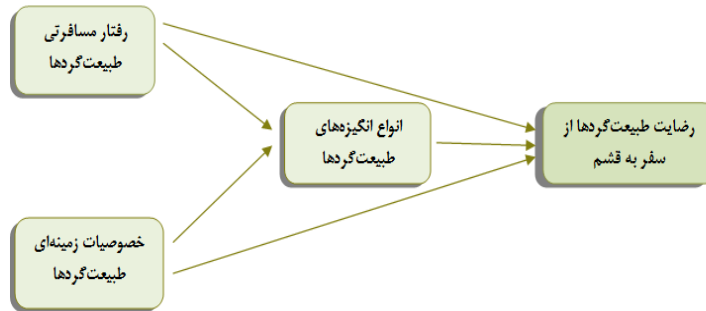 رفتار مسافرتی
طبیعت‌گردها
انواع انگیزه‌های
طبیعت‌گردها
رضایت طبیعت‌گردها از
سفر به قشم
خصوصیات زمینه‌ای
طبیعت‌گردها